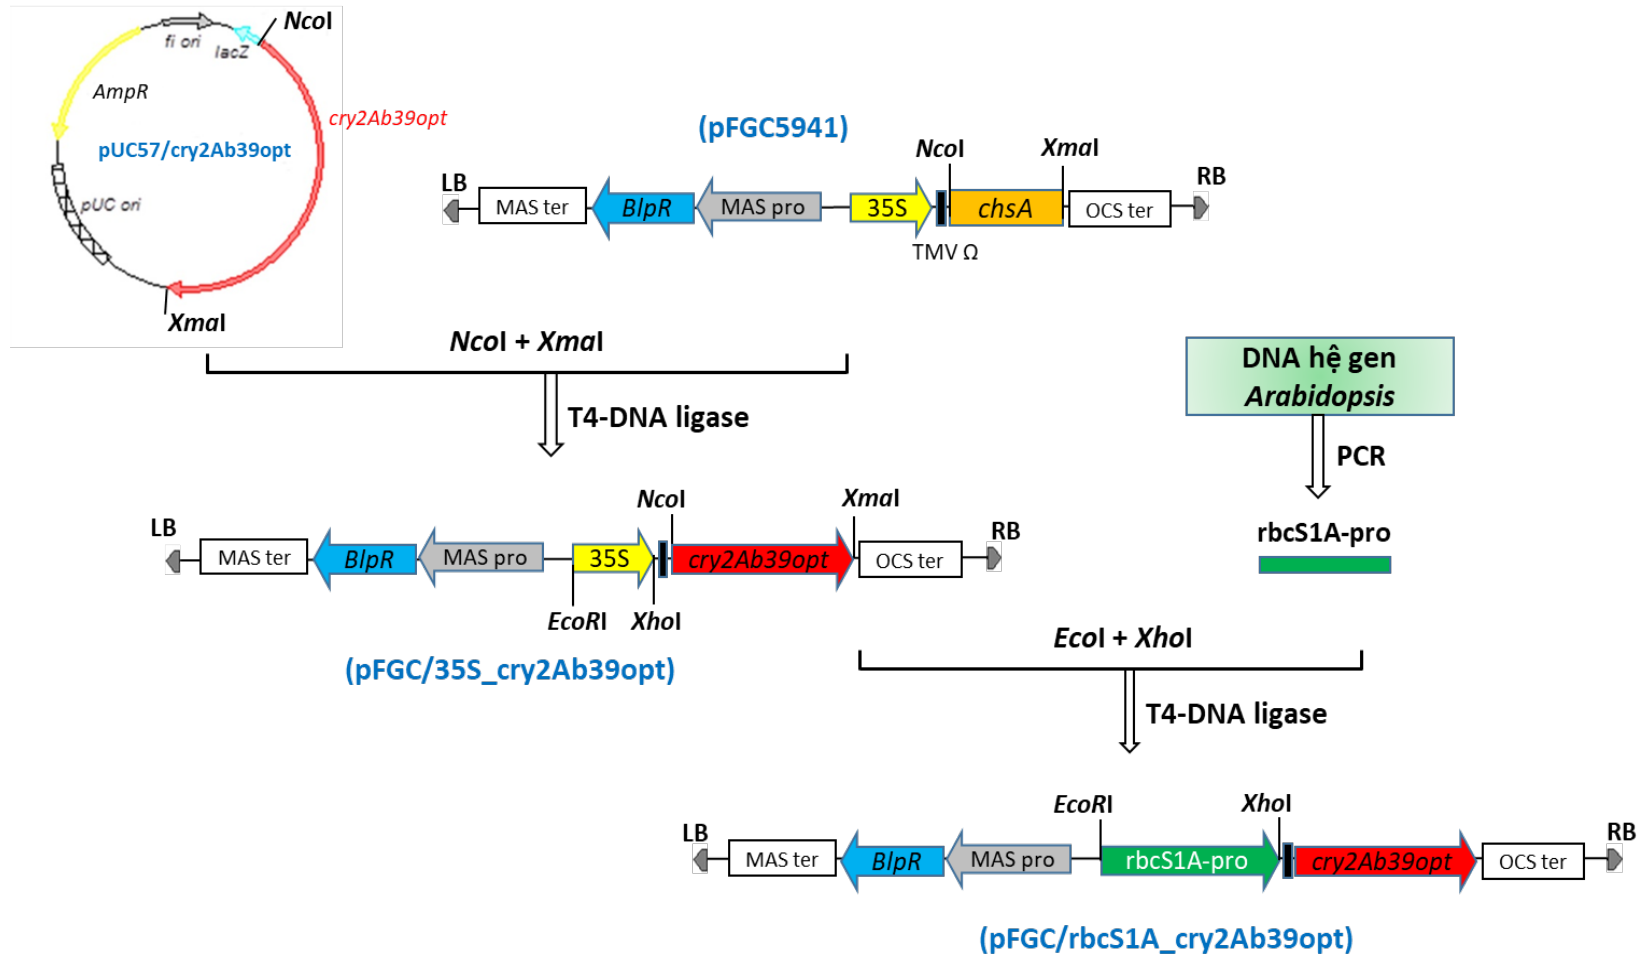 NcoI
fi ori
lacZ
AmpR
cry2Ab39opt
pUC57/cry2Ab39opt
pUC ori
XmaI
(pFGC5941)
NcoI
XmaI
LB
RB
MAS ter
BlpR
MAS pro
35S
chsA
OCS ter
TMV Ω
NcoI + XmaI
T4-DNA ligase
DNA hệ gen
Arabidopsis
PCR
rbcS1A-pro
NcoI
XmaI
LB
RB
MAS ter
BlpR
MAS pro
35S
cry2Ab39opt
OCS ter
EcoRI
XhoI
(pFGC/35S_cry2Ab39opt)
EcoI + XhoI
T4-DNA ligase
EcoRI
XhoI
LB
RB
MAS ter
BlpR
MAS pro
rbcS1A-pro
cry2Ab39opt
OCS ter
(pFGC/rbcS1A_cry2Ab39opt)